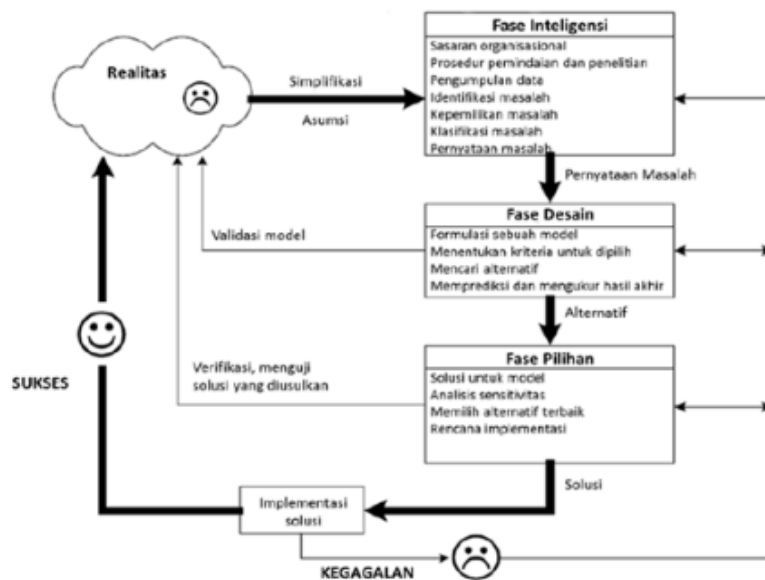 Realitas
Simplifikasi
Asumsi
Fase Inteligensi
Sasaran organisasional
Prosedur pemindaian dan penelitian
Pengumpulan data
Identifikasi masalah
Kepemilikan masalah
Klasifikasi masalah
Pernyataan masalah
Pernyataan Masalah
Fase Desain
Formulasi sebuah model
Menentukan kriteria untuk dipilih
Mencari alternatif
Memprediksi dan mengukur hasil akhir
Validasi model
Alternatif
Fase Pilihan
Solusi untuk model
Analisis sensitivitas
Memilih alternatif terbaik
Rencana implementasi
Verifikasi, menguji
solusi yang diusulkan
SUKSES
Solusi
Implementasi
solusi
KEGAGALAN